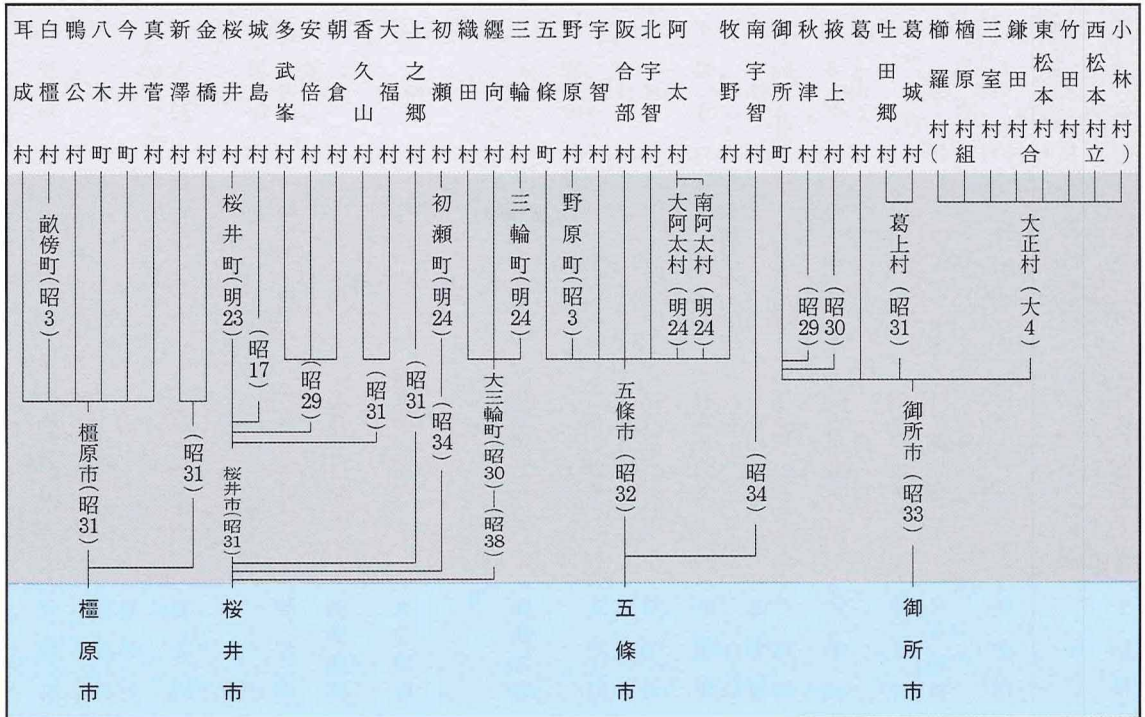 小林村）
西松本村立
竹田村
東松本村
鎌田村合
三室村
楢原村組
櫛羅村（
葛城村
吐田郷村
葛村
掖上村
秋津村
御所町
南宇智村
牧野村
阿太村
北宇智村
阪合部村
宇智村
野原村
五條町
三輪村
纒向村
織田村
初瀬村
上之郷村
大福村
香久山村
朝倉村
安倍村
多武峯村
城島村
桜井村
金橋村
新澤村
真菅村
今井町
八木町
鴨公村
白橿村
耳成村
大正村（大4）
葛上村（昭31）
（昭30）
（昭29）
南阿太村（明24）
大阿太村（明24）
野原町（昭3）
三輪町（明24）
初瀬町（明24）
桜井町（明23）
畝傍町（昭3）
御所市（昭33）
（昭34）
五條市（昭32）
大三輪町（昭30）
（昭38）
（昭34）
（昭31）
（昭31）
（昭29）
（昭17）
桜井市（昭31）
（昭31）
橿原市（昭31）
御所市
五條市
桜井市
橿原市